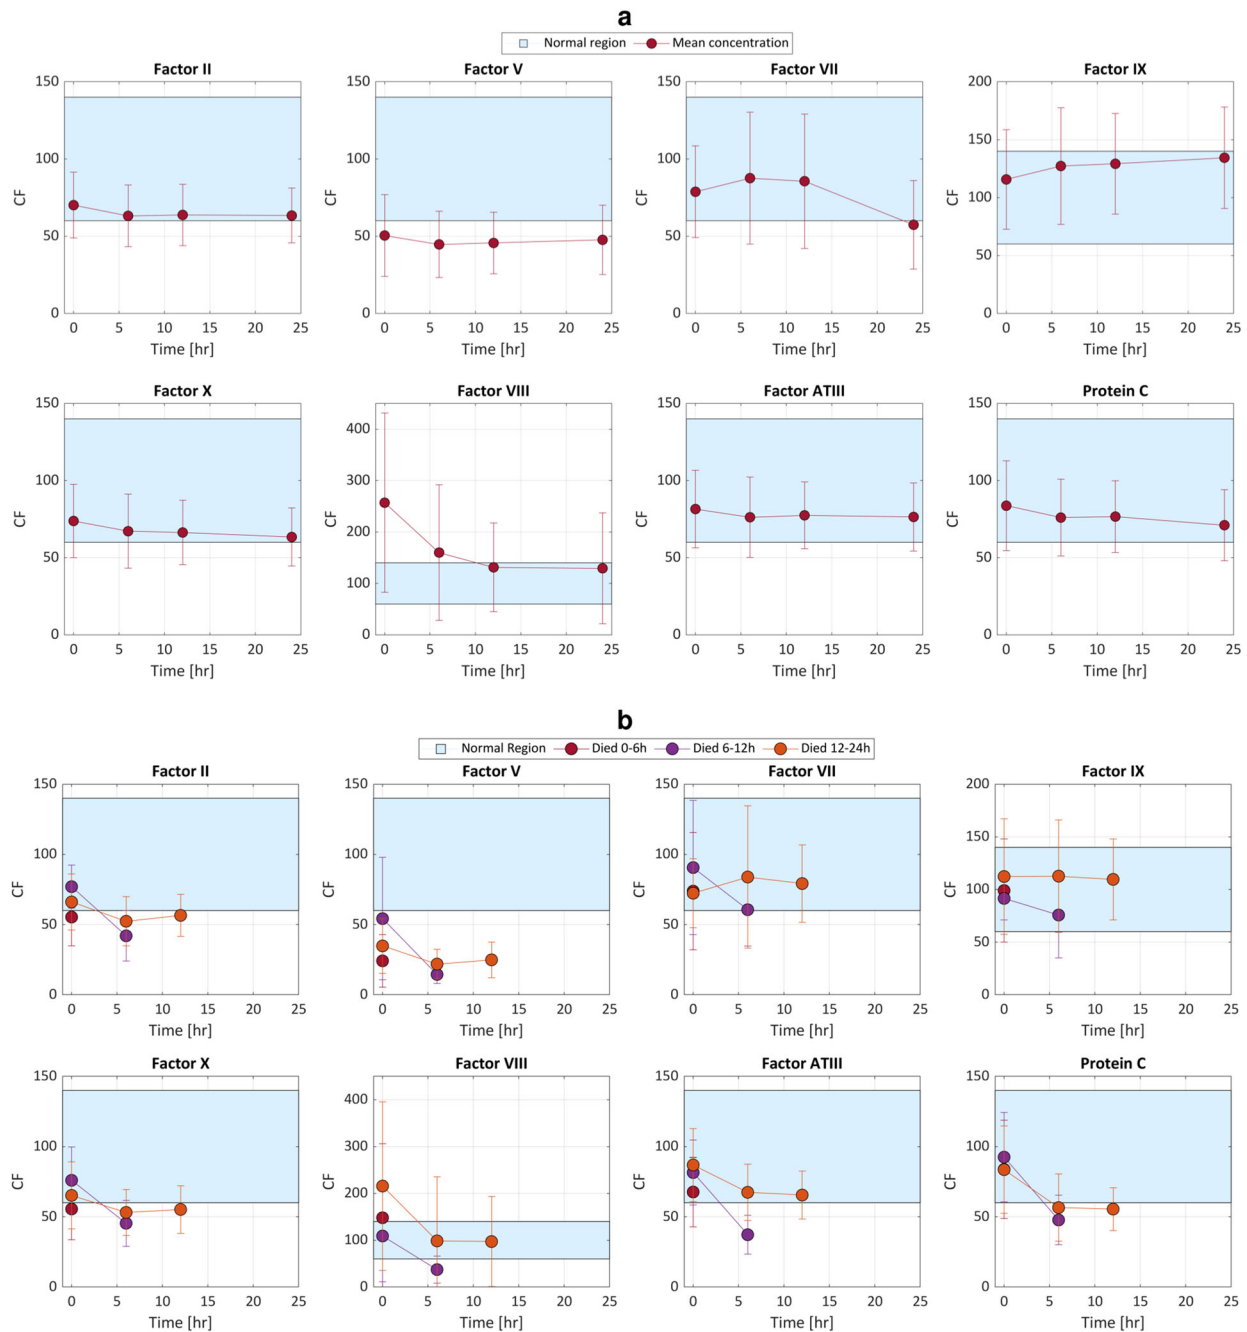 a
Normal region Mean concentration
Factor II Factor V Factor VII Factor IX
150 150 150 200
150
100 100 100
100
50 50 50
50
0 0 0 0
CF CF CF CF
0 5 10 15 20 25 0 5 10 15 20 25 0 5 10 15 20 25 0 5 10 15 20 25
Time [hr] Time [hr] Time [hr] Time [hr]
Factor X Factor VIII Factor ATIII Protein C
150 400 150 150
300
100 100 100
200
50 100 50 50
0 0 0 0
CF CF CF CF
0 5 10 15 20 25 0 5 10 15 20 25 0 5 10 15 20 25 0 5 10 15 20 25
Time [hr] Time [hr] Time [hr] Time [hr]
b
Normal Region Died 0-6h Died 6-12h Died 12-24h
Factor II Factor V Factor VII Factor IX
150 150 150 200
150
100 100 100
100
50 50 50
50
0 0 0 0
CF CF CF CF
0 5 10 15 20 25 0 5 10 15 20 25 0 5 10 15 20 25 0 5 10 15 20 25
Time [hr] Time [hr] Time [hr] Time [hr]
Factor X Factor VIII Factor ATIII Protein C
150 400 150 150
300
100 100 100
200
50 100 50 50
0 0 0 0
CF CF CF CF
0 5 10 15 20 25 0 5 10 15 20 25 0 5 10 15 20 25 0 5 10 15 20 25
Time [hr] Time [hr] Time [hr] Time [hr]